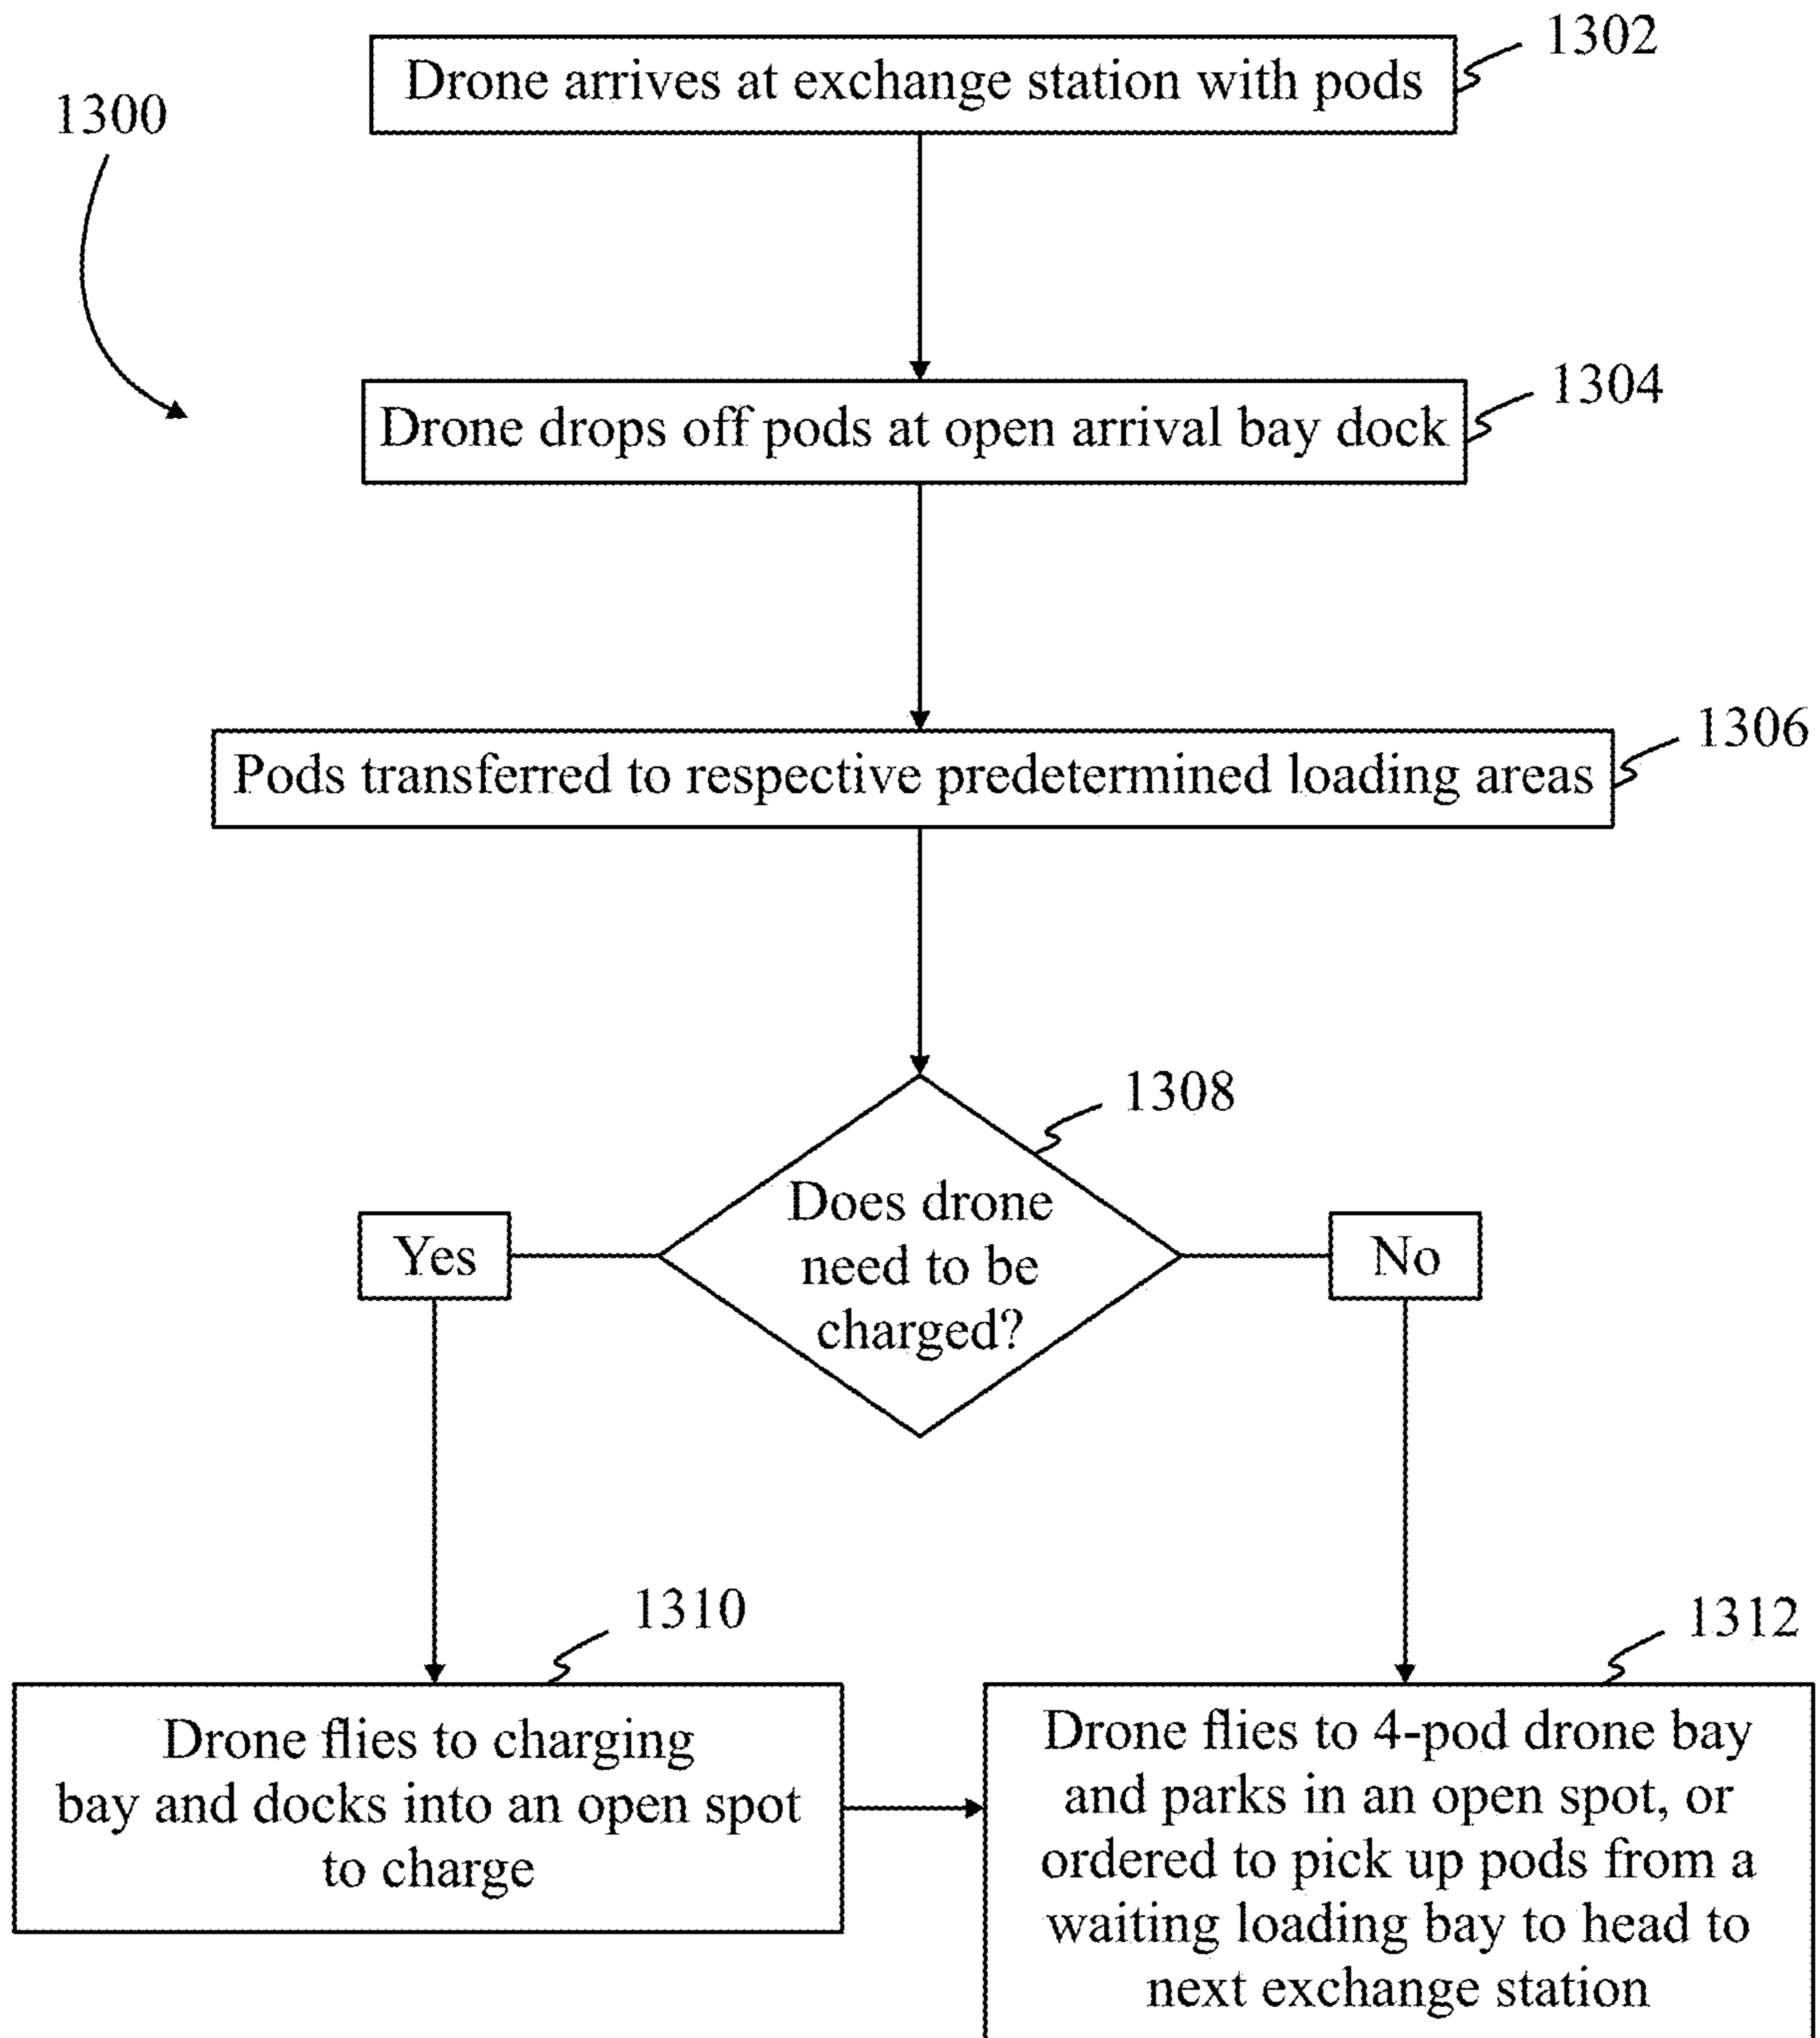 1302
Drone arrives at exchange station with pods
1300
1304
Drone drops off pods at open arrival bay dock
1306
Pods transferred to respective predetermined loading areas
1308
Does drone
need to be
charged?
Yes
No
1310
1312
Drone flies to charging
bay and docks into an open spot
to charge
Drone flies to 4-pod drone bay
and parks in an open spot, or
ordered to pick up pods from a
waiting loading bay to head to
next exchange station